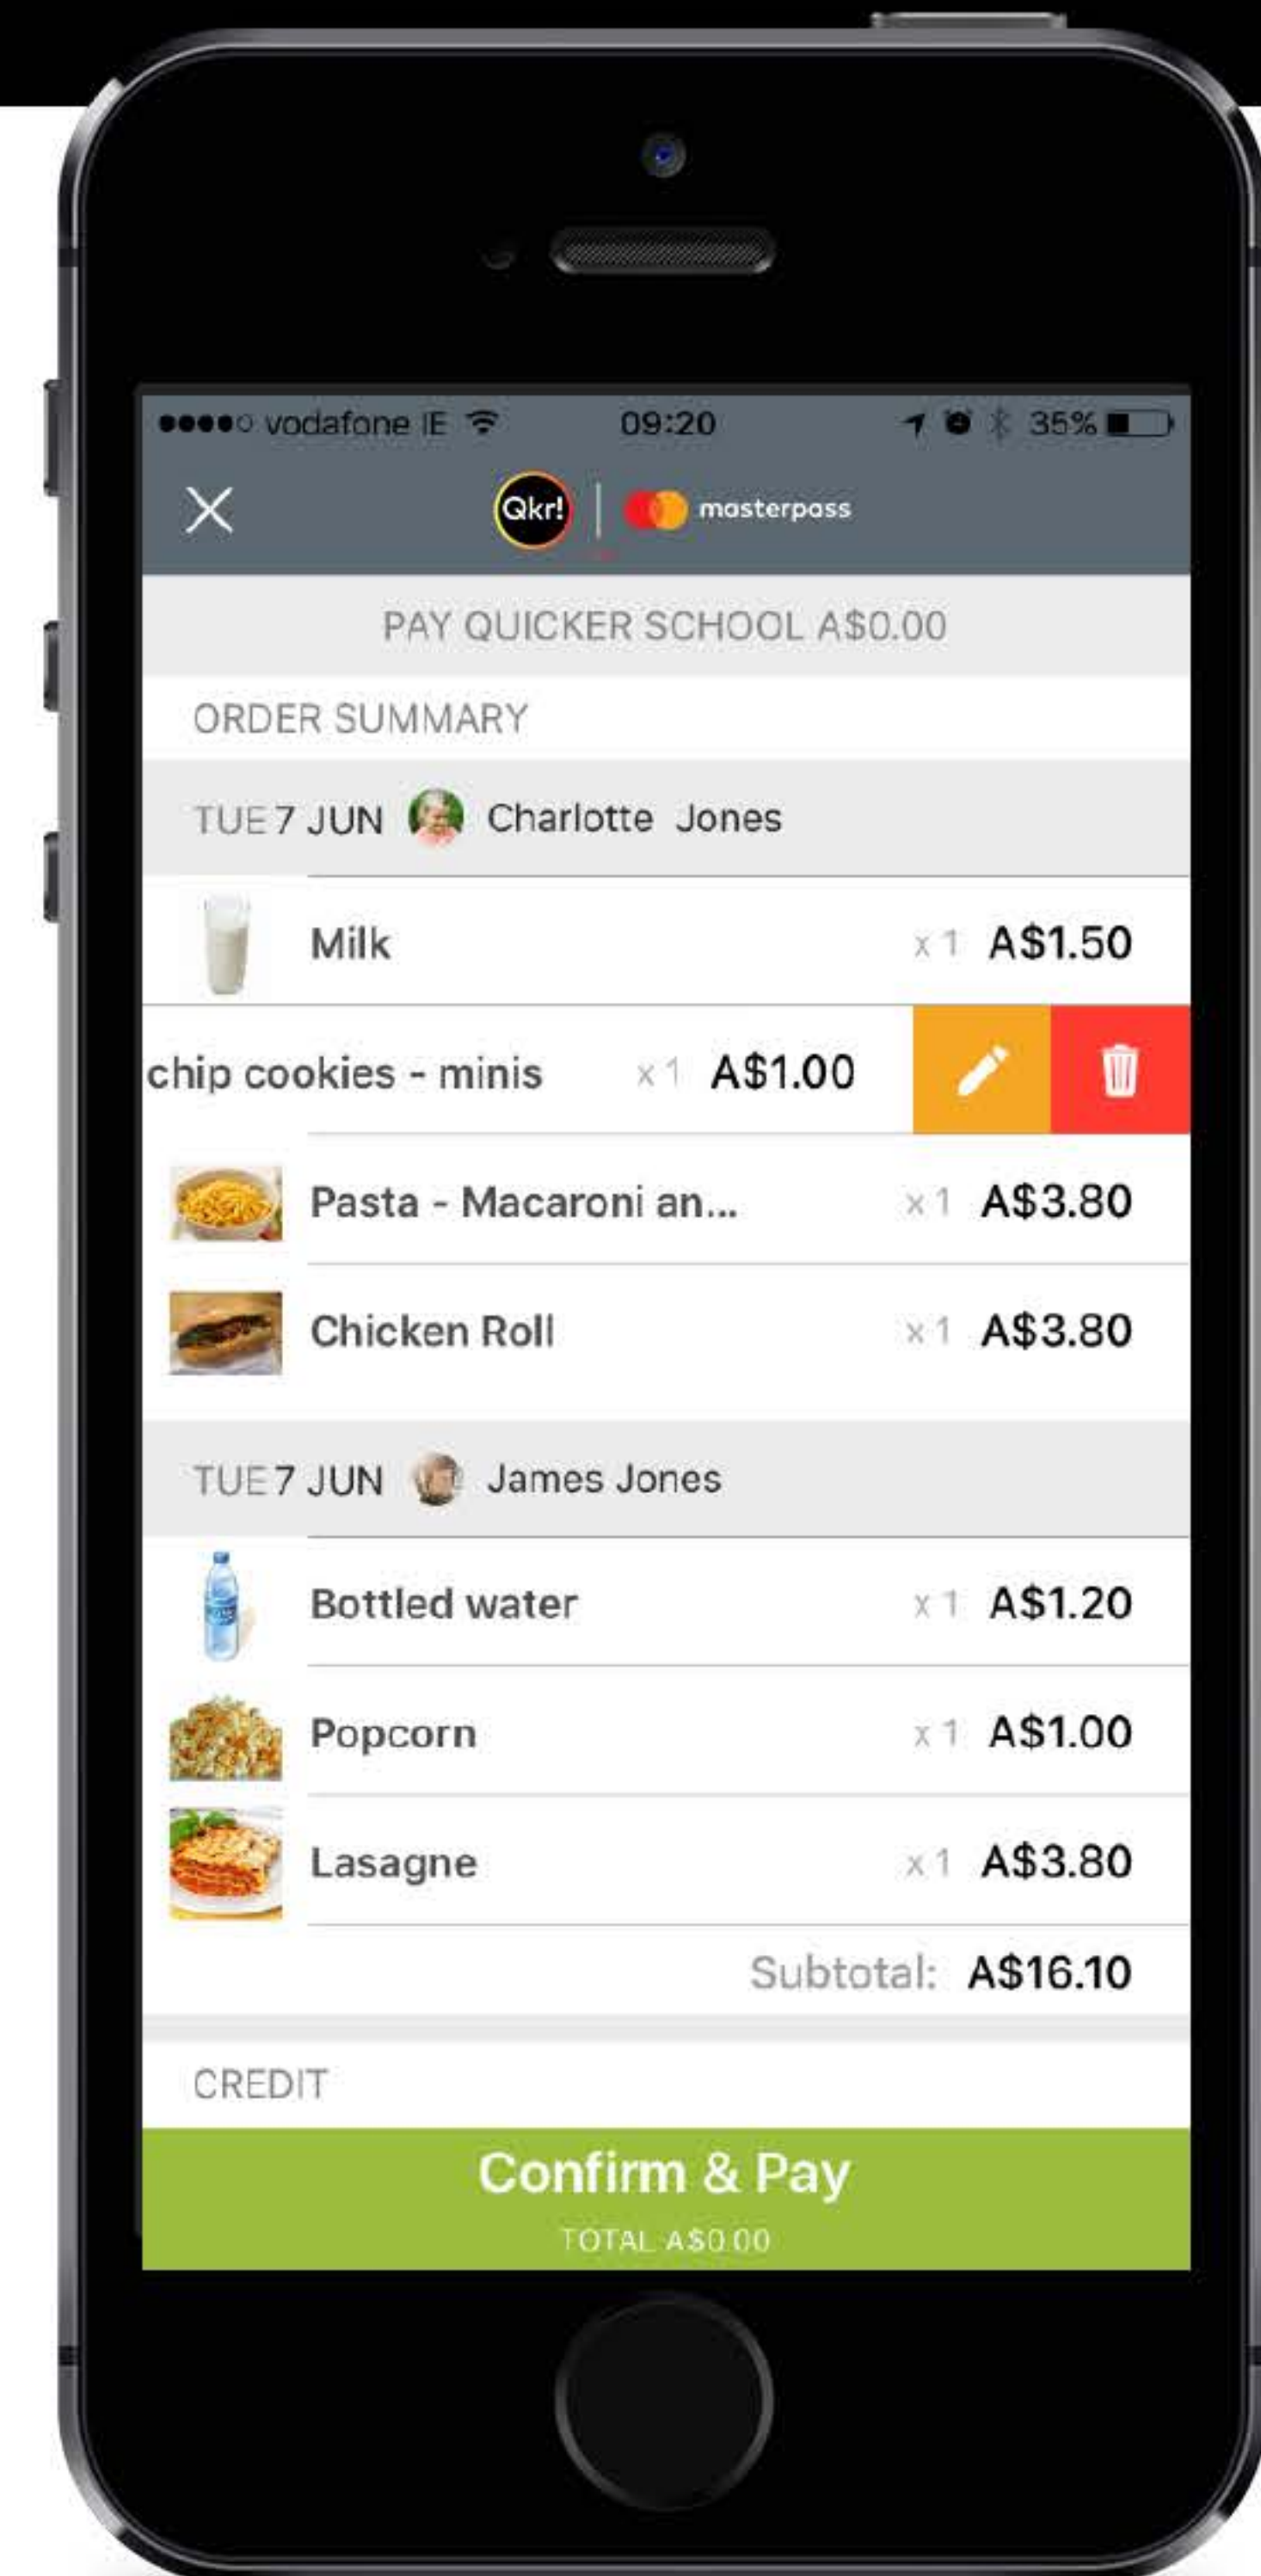 vodafone IE 09:20 35%
Qkr! masterpass
PAY QUICKER SCHOOL A$0.00
ORDER SUMMARY
TUE 7 JUN Charlotte Jones
Milk x 1 A$1.50
chip cookies - minis x 1 A$1.00
Pasta - Macaroni an... x 1 A$3.80
Chicken Roll x 1 A$3.80
TUE 7 JUN James Jones
Bottled water x 1 A$1.20
Popcorn x 1 A$1.00
Lasagne x 1 A$3.80
Subtotal: A$16.10
CREDIT
Confirm & Pay
TOTAL A$0.00